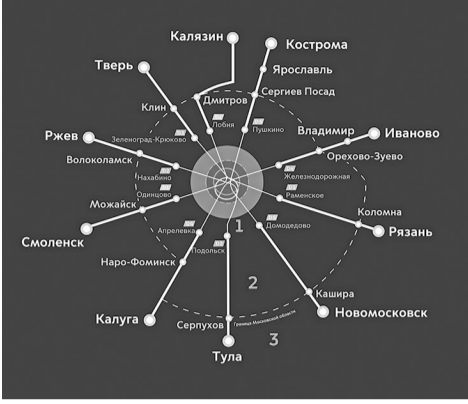 Калязин
Кострома
Тверь
Ярославль
Сергиев Посад
Клин
Дмитров
Лобня
Пушкино
Ржев
Зеленоград-Крюково
Владимир
Иваново
Волоколамск
Орехово-Зуево
Нахабино
Железнодорожная
Одинцово
Раменское
Можайск
Коломна
Смоленск
Апрелевка
1
Домодедово
Рязань
Подольск
Наро-Фоминск
2
Кашира
Калуга
Серпухов
Граница Московской области
Новомосковск
3
Тула